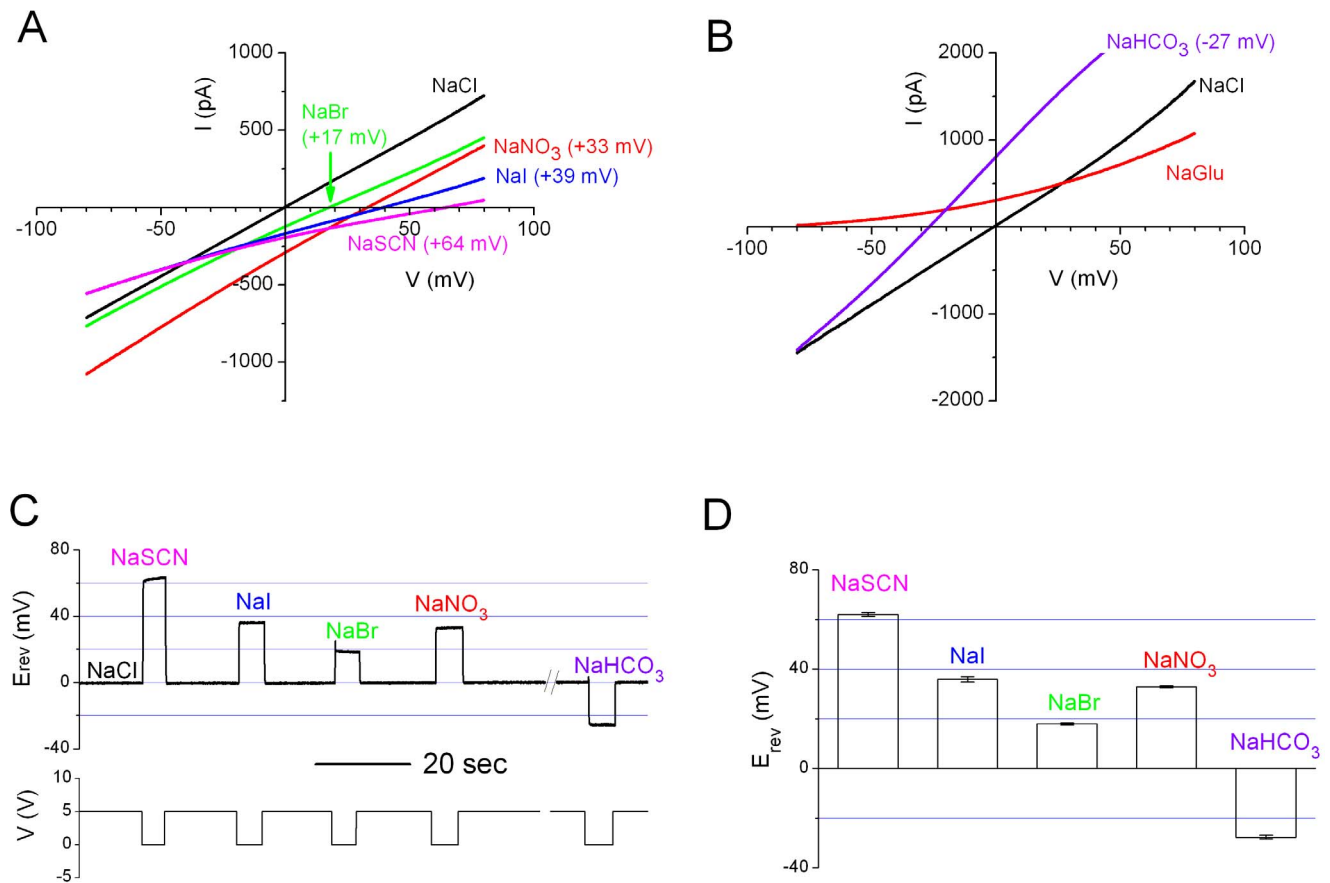 A
1000
I (pA)
NaCl
NaBr
(+17 mV)
500
NaNO3 (+33 mV)
NaI (+39 mV)
-100
-50
0
50
100
NaSCN (+64 mV)
V (mV)
-500
-1000
B
2000
NaHCO3 (-27 mV)
I (pA)
NaCl
1000
NaGlu
-100
-50
0
50
100
V (mV)
-1000
-2000
C
80
NaSCN
40
NaI
NaBr
NaNO3
Erev (mV)
NaCl
0
NaHCO3
-40
20 sec
10
V (V)
5
0
-5
D
80
NaSCN
40
NaI
NaBr
NaNO3
Erev (mV)
0
NaHCO3
-40